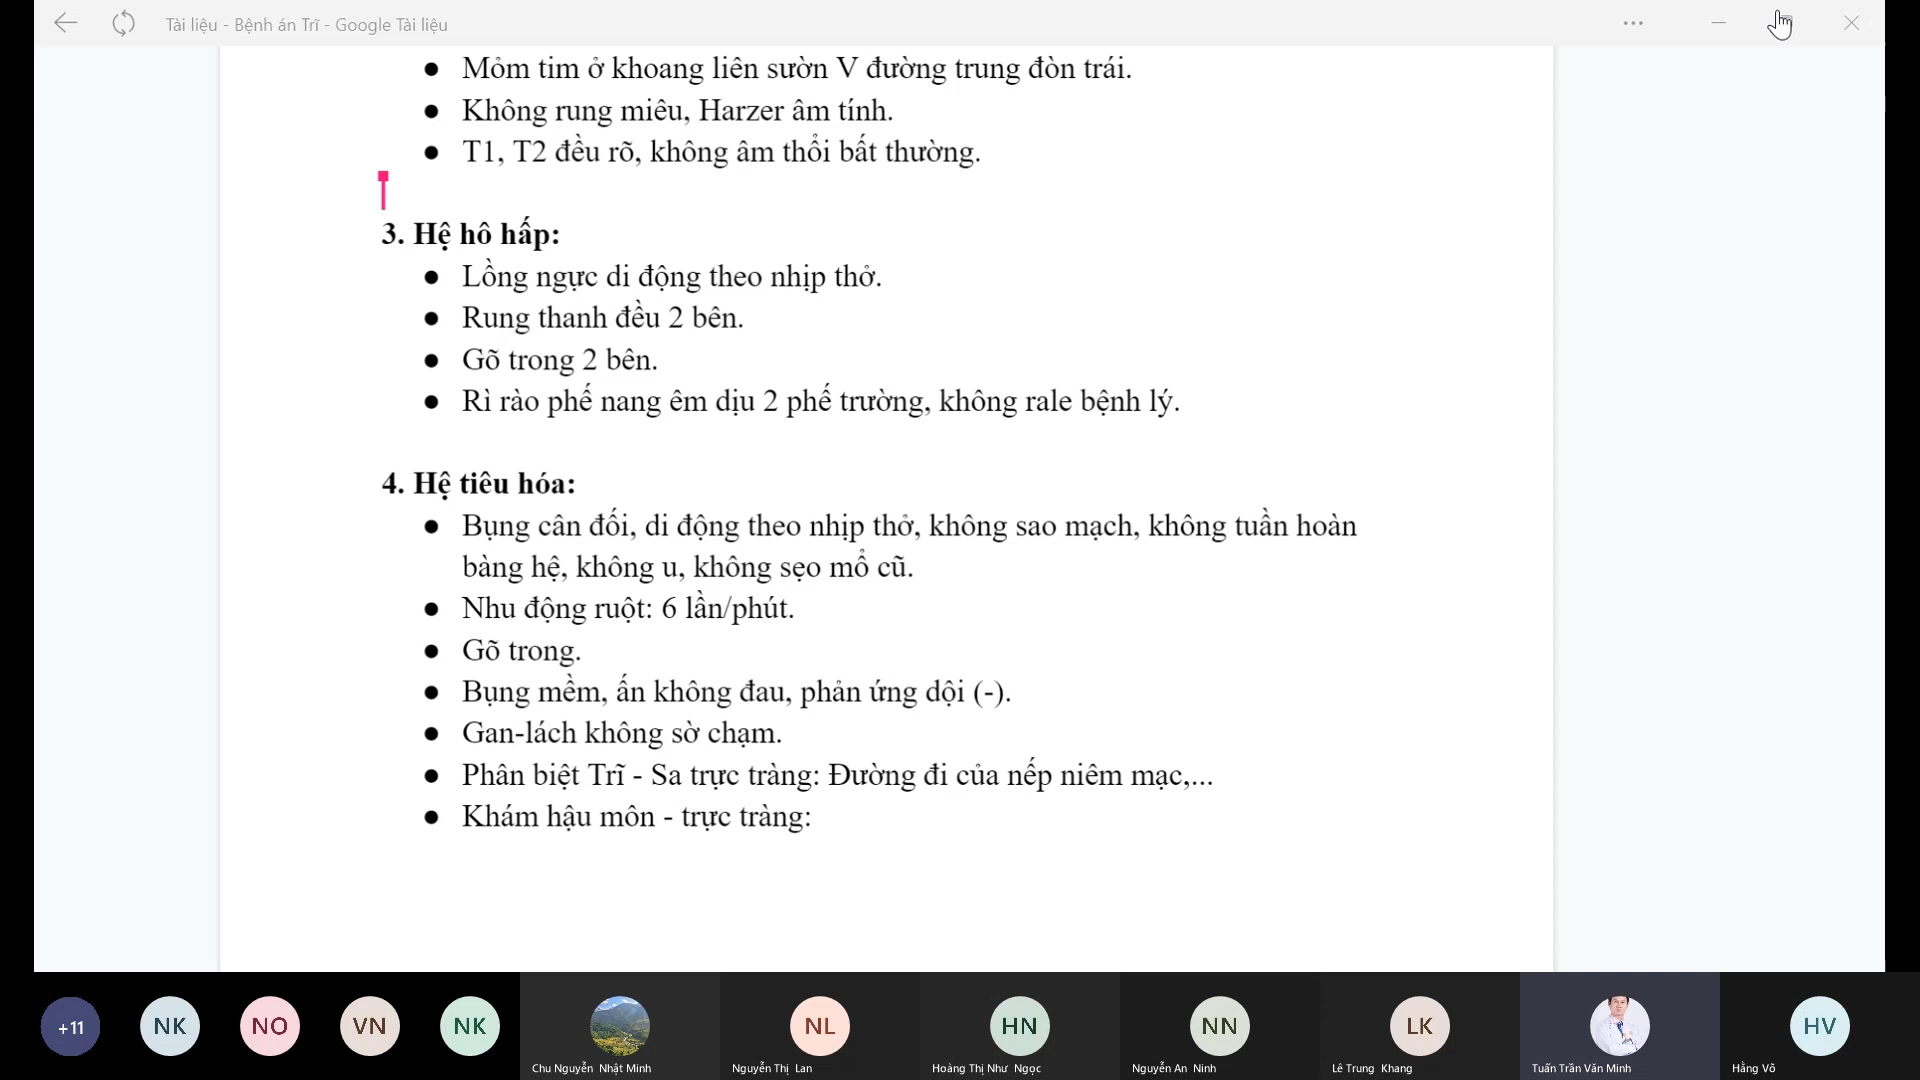 Tài liệu - Bệnh án Trĩ - Google Tài liệu
● Mỏm tim ở khoang liên sườn V đường trung đòn trái.
● Không rung miêu, Harzer âm tính.
● T1, T2 đều rõ, không âm thổi bất thường.
3. Hệ hô hấp:
● Lồng ngực di động theo nhịp thở.
● Rung thanh đều 2 bên.
● Gõ trong 2 bên.
● Rì rào phế nang êm dịu 2 phế trường, không rale bệnh lý.
4. Hệ tiêu hóa:
● Bụng cân đối, di động theo nhịp thở, không sao mạch, không tuần hoàn
bàng hệ, không u, không sẹo mổ cũ.
● Nhu động ruột: 6 lần/phút.
● Gõ trong.
● Bụng mềm, ấn không đau, phản ứng dội (-).
● Gan-lách không sờ chạm.
● Phân biệt Trĩ - Sa trực tràng: Đường đi của nếp niêm mạc,...
● Khám hậu môn - trực tràng:
+11
NK
NO
VN
NK
Chu Nguyễn Nhật Minh
NL
Nguyễn Thị Lan
HN
Hoàng Thị Như Ngọc
NN
Nguyễn An Ninh
LK
Lê Trung Khang
Tuấn Trần Văn Minh
HV
Hằng Võ